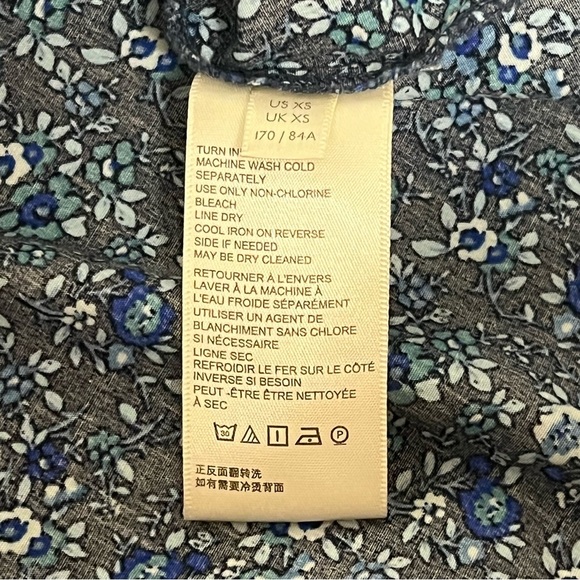 US XS
UK XS
170 / 84A
TURN IN
MACHINE WASH COLD
SEPARATELY
USE ONLY NON-CHLORINE
BLEACH
LINE DRY
COOL IRON ON REVERSE
SIDE IF NEEDED
MAY BE DRY CLEANED
RETOURNER À L'ENVERS
LAVER À LA MACHINE À
L'EAU FROIDE SÉPARÉMENT
UTILISER UN AGENT DE
BLANCHIMENT SANS CHLORE
SI NÉCESSAIRE
LIGNE SEC
REFROIDIR LE FER SUR LE CÔTÉ
INVERSE SI BESOIN
PEUT -ÊTRE ÊTRE NETTOYÉE
À SEC
30
P
正反面翻转洗
如有需要冷烫背面